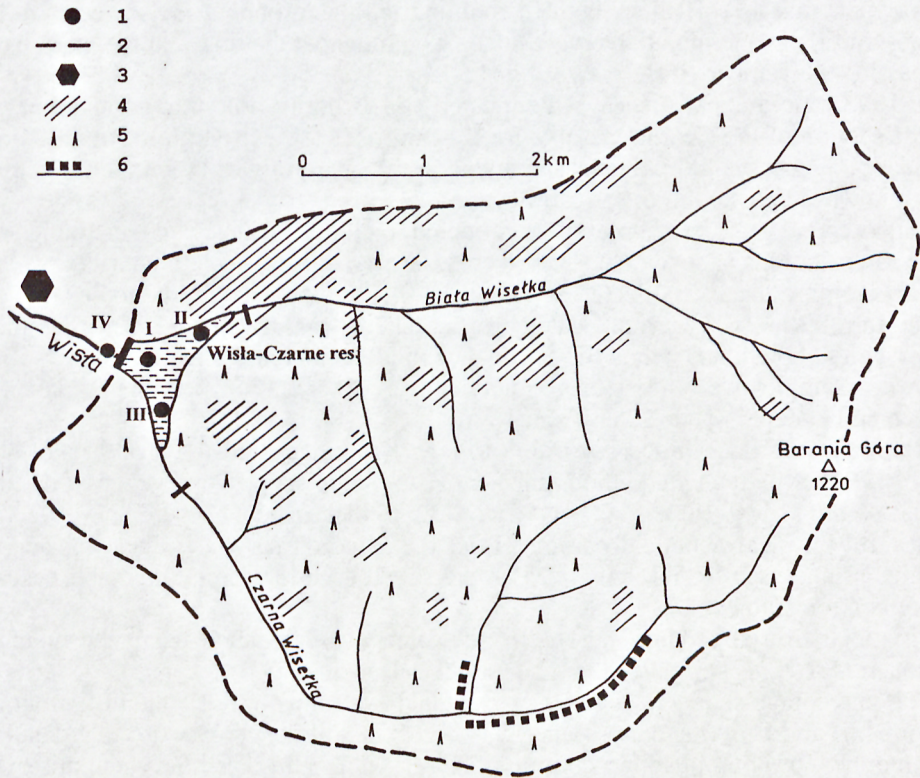 1
2
3
4
5
6
0 1 2km
Biała Wisełka
IV I II
Wisła
Wisła-Czarne res.
III
Barania Góra
1220
Czarna Wisełka